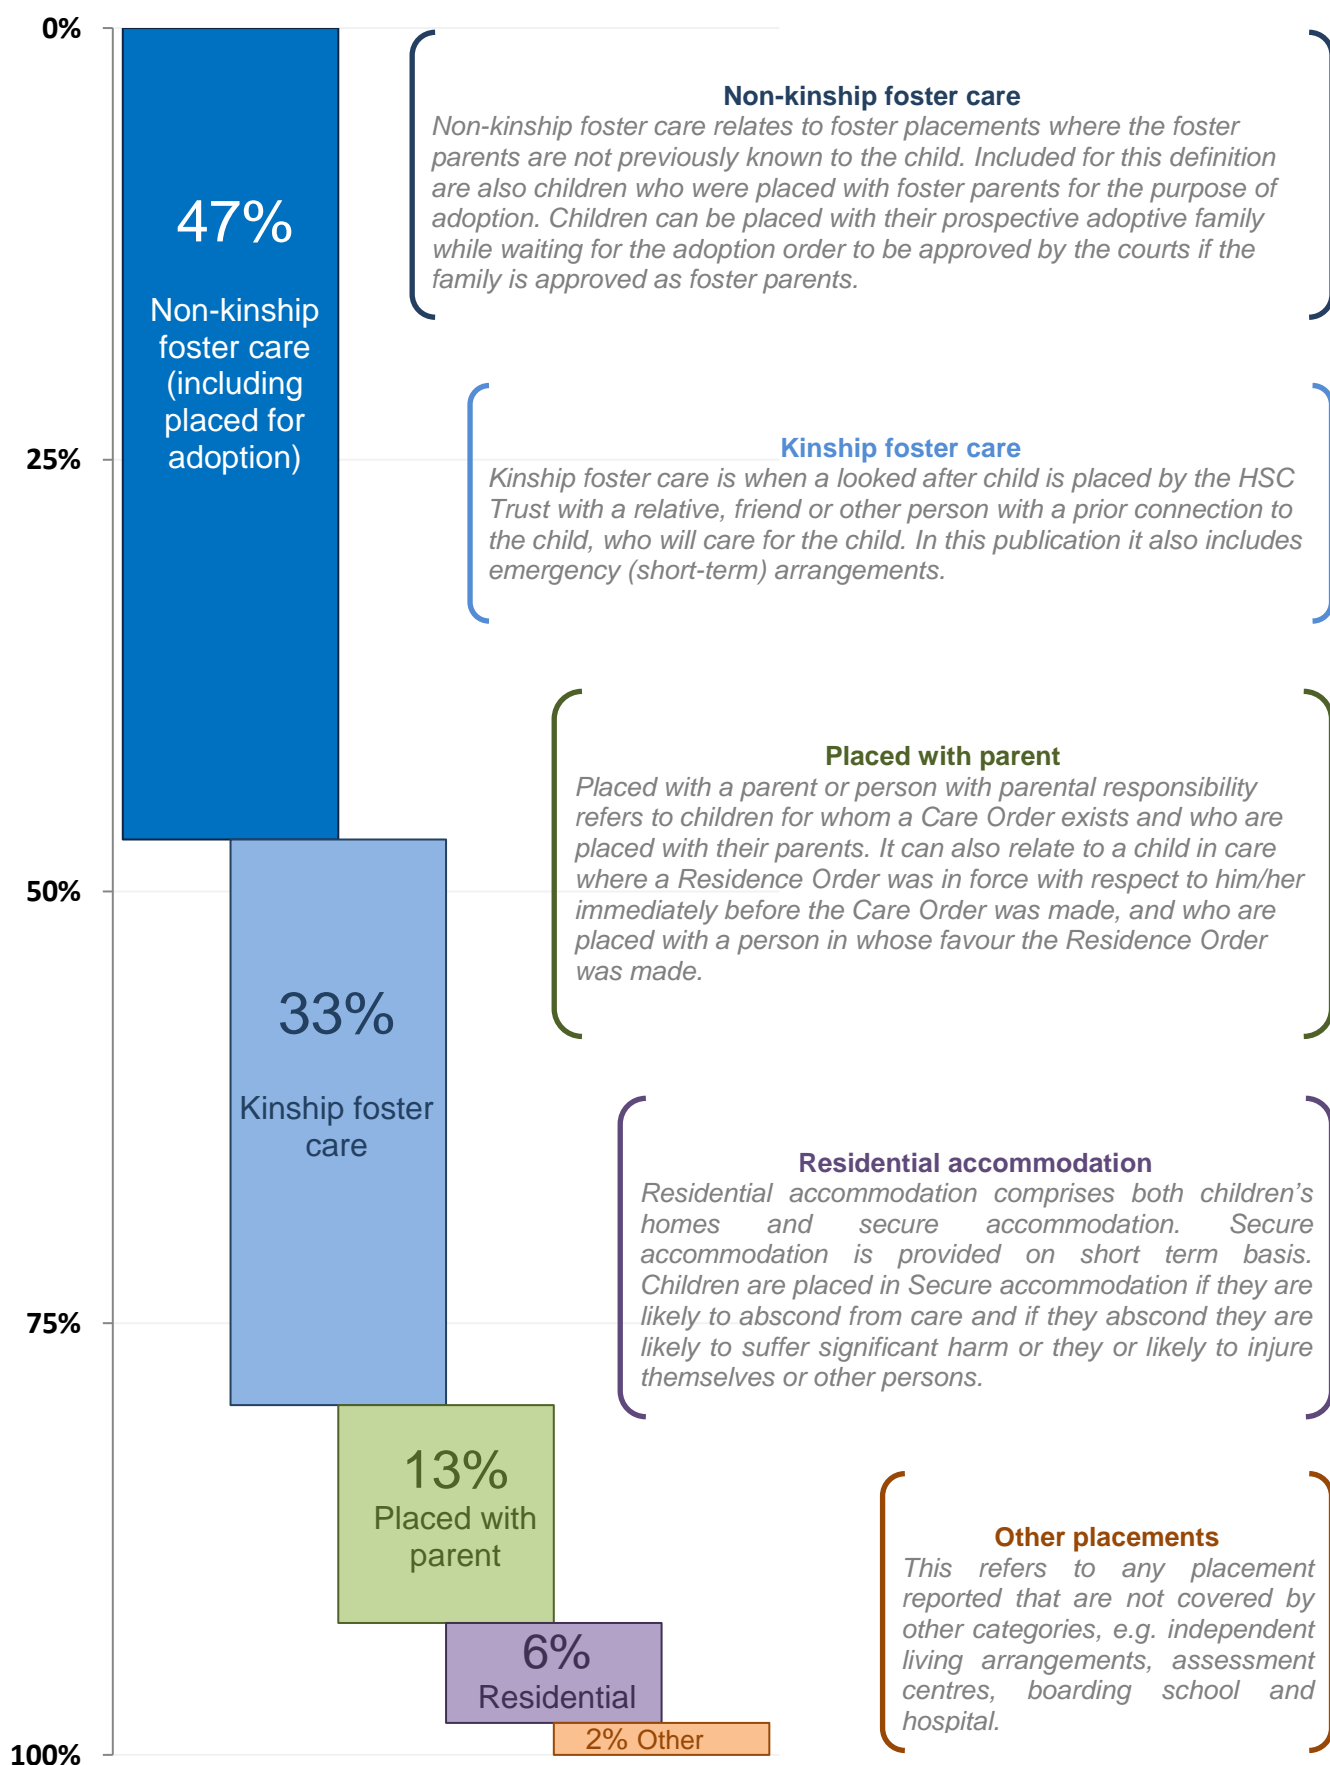 0%
25%
50%
75%
100%
47%
Non-kinship
foster care
(including
placed for
adoption)
33%
Kinship foster
care
13%
Placed with
parent
6%
Residential
2% Other
Non-kinship foster care
Non-kinship foster care relates to foster placements where the foster
parents are not previously known to the child. Included for this definition
are also children who were placed with foster parents for the purpose of
adoption. Children can be placed with their prospective adoptive family
while waiting for the adoption order to be approved by the courts if the
family is approved as foster parents.
Kinship foster care
Kinship foster care is when a looked after child is placed by the HSC
Trust with a relative, friend or other person with a prior connection to
the child, who will care for the child. In this publication it also includes
emergency (short-term) arrangements.
Placed with parent
Placed with a parent or person with parental responsibility
refers to children for whom a Care Order exists and who are
placed with their parents. It can also relate to a child in care
where a Residence Order was in force with respect to him/her
immediately before the Care Order was made, and who are
placed with a person in whose favour the Residence Order
was made.
Residential accommodation
Residential accommodation comprises both children's
homes and secure accommodation. Secure
accommodation is provided on short term basis.
Children are placed in Secure accommodation if they are
likely to abscond from care and if they abscond they are
likely to suffer significant harm or they or likely to injure
themselves or other persons.
Other placements
This refers to any placement
reported that are not covered by
other categories, e.g. independent
living arrangements, assessment
centres, boarding school and
hospital.